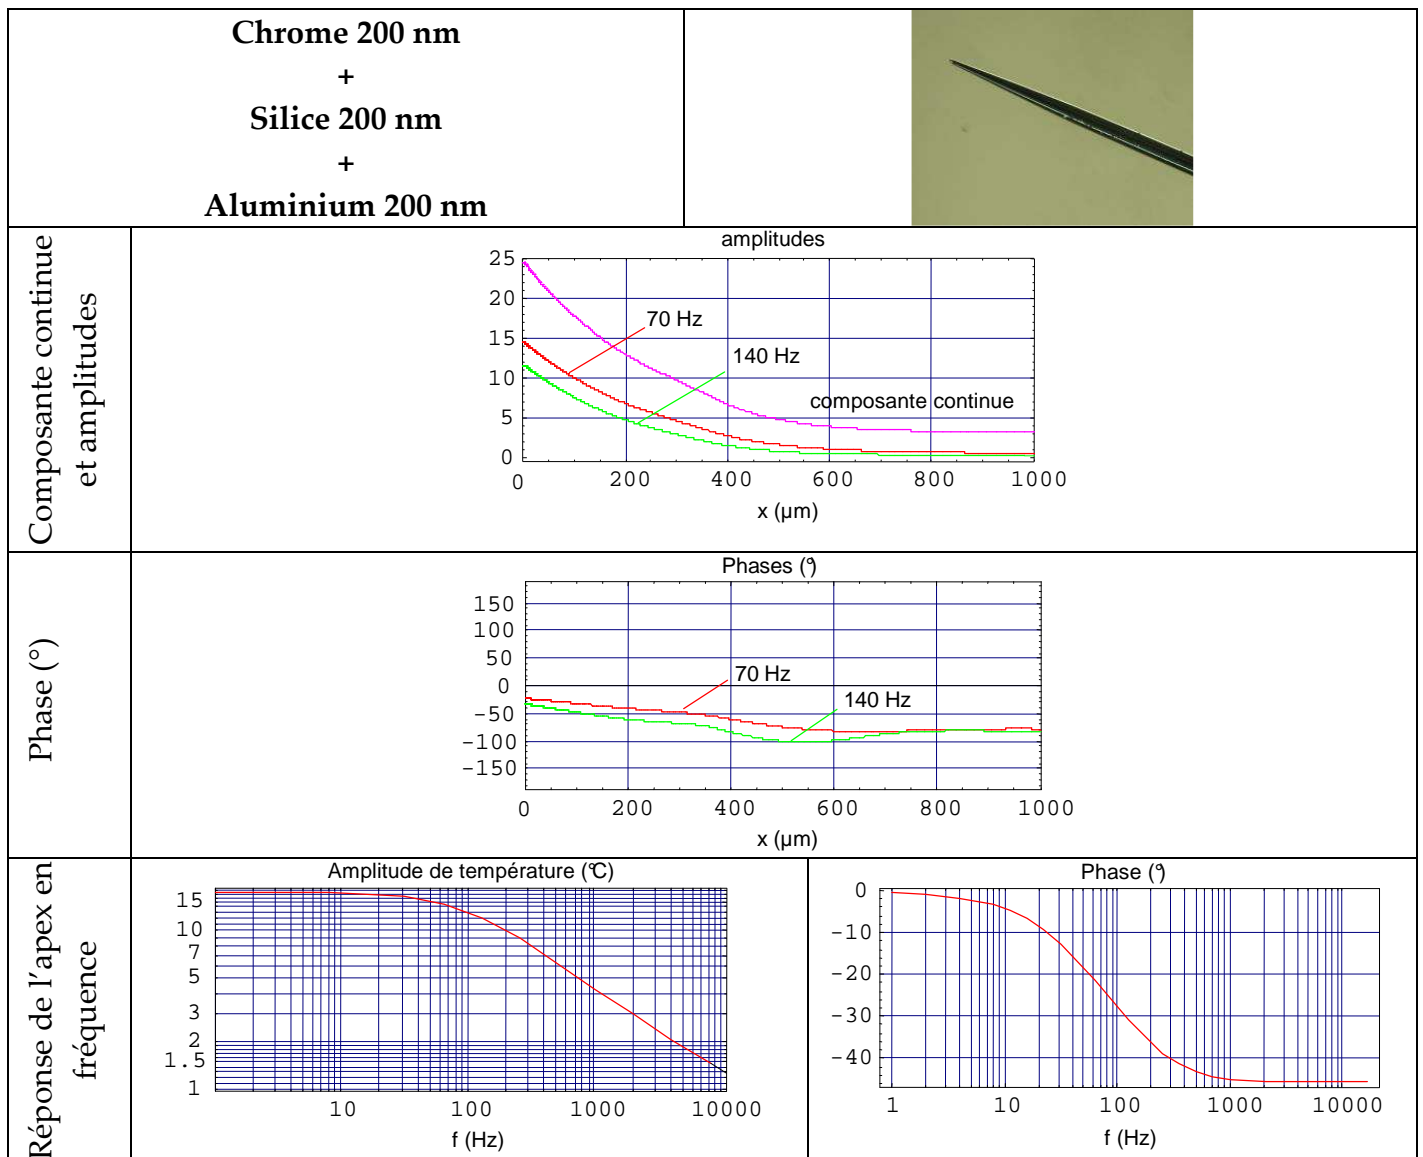 Chrome 200 nm
+
Silice 200 nm
+
Aluminium 200 nm
Composante continue
et amplitudes
amplitudes
25
20
15
10
5
0
70 Hz
140 Hz
composante continue
0 200 400 600 800 1000
x (µm)
Phase (°)
Phases (°)
150
100
50
0
-50
-100
-150
70 Hz
140 Hz
0 200 400 600 800 1000
x (µm)
Réponse de l'apex en
fréquence
Amplitude de température (°C)
15
10
7
5
3
2
1.5
1
10 100 1000 10000
f (Hz)
Phase (°)
0
-10
-20
-30
-40
1 10 100 1000 10000
f (Hz)